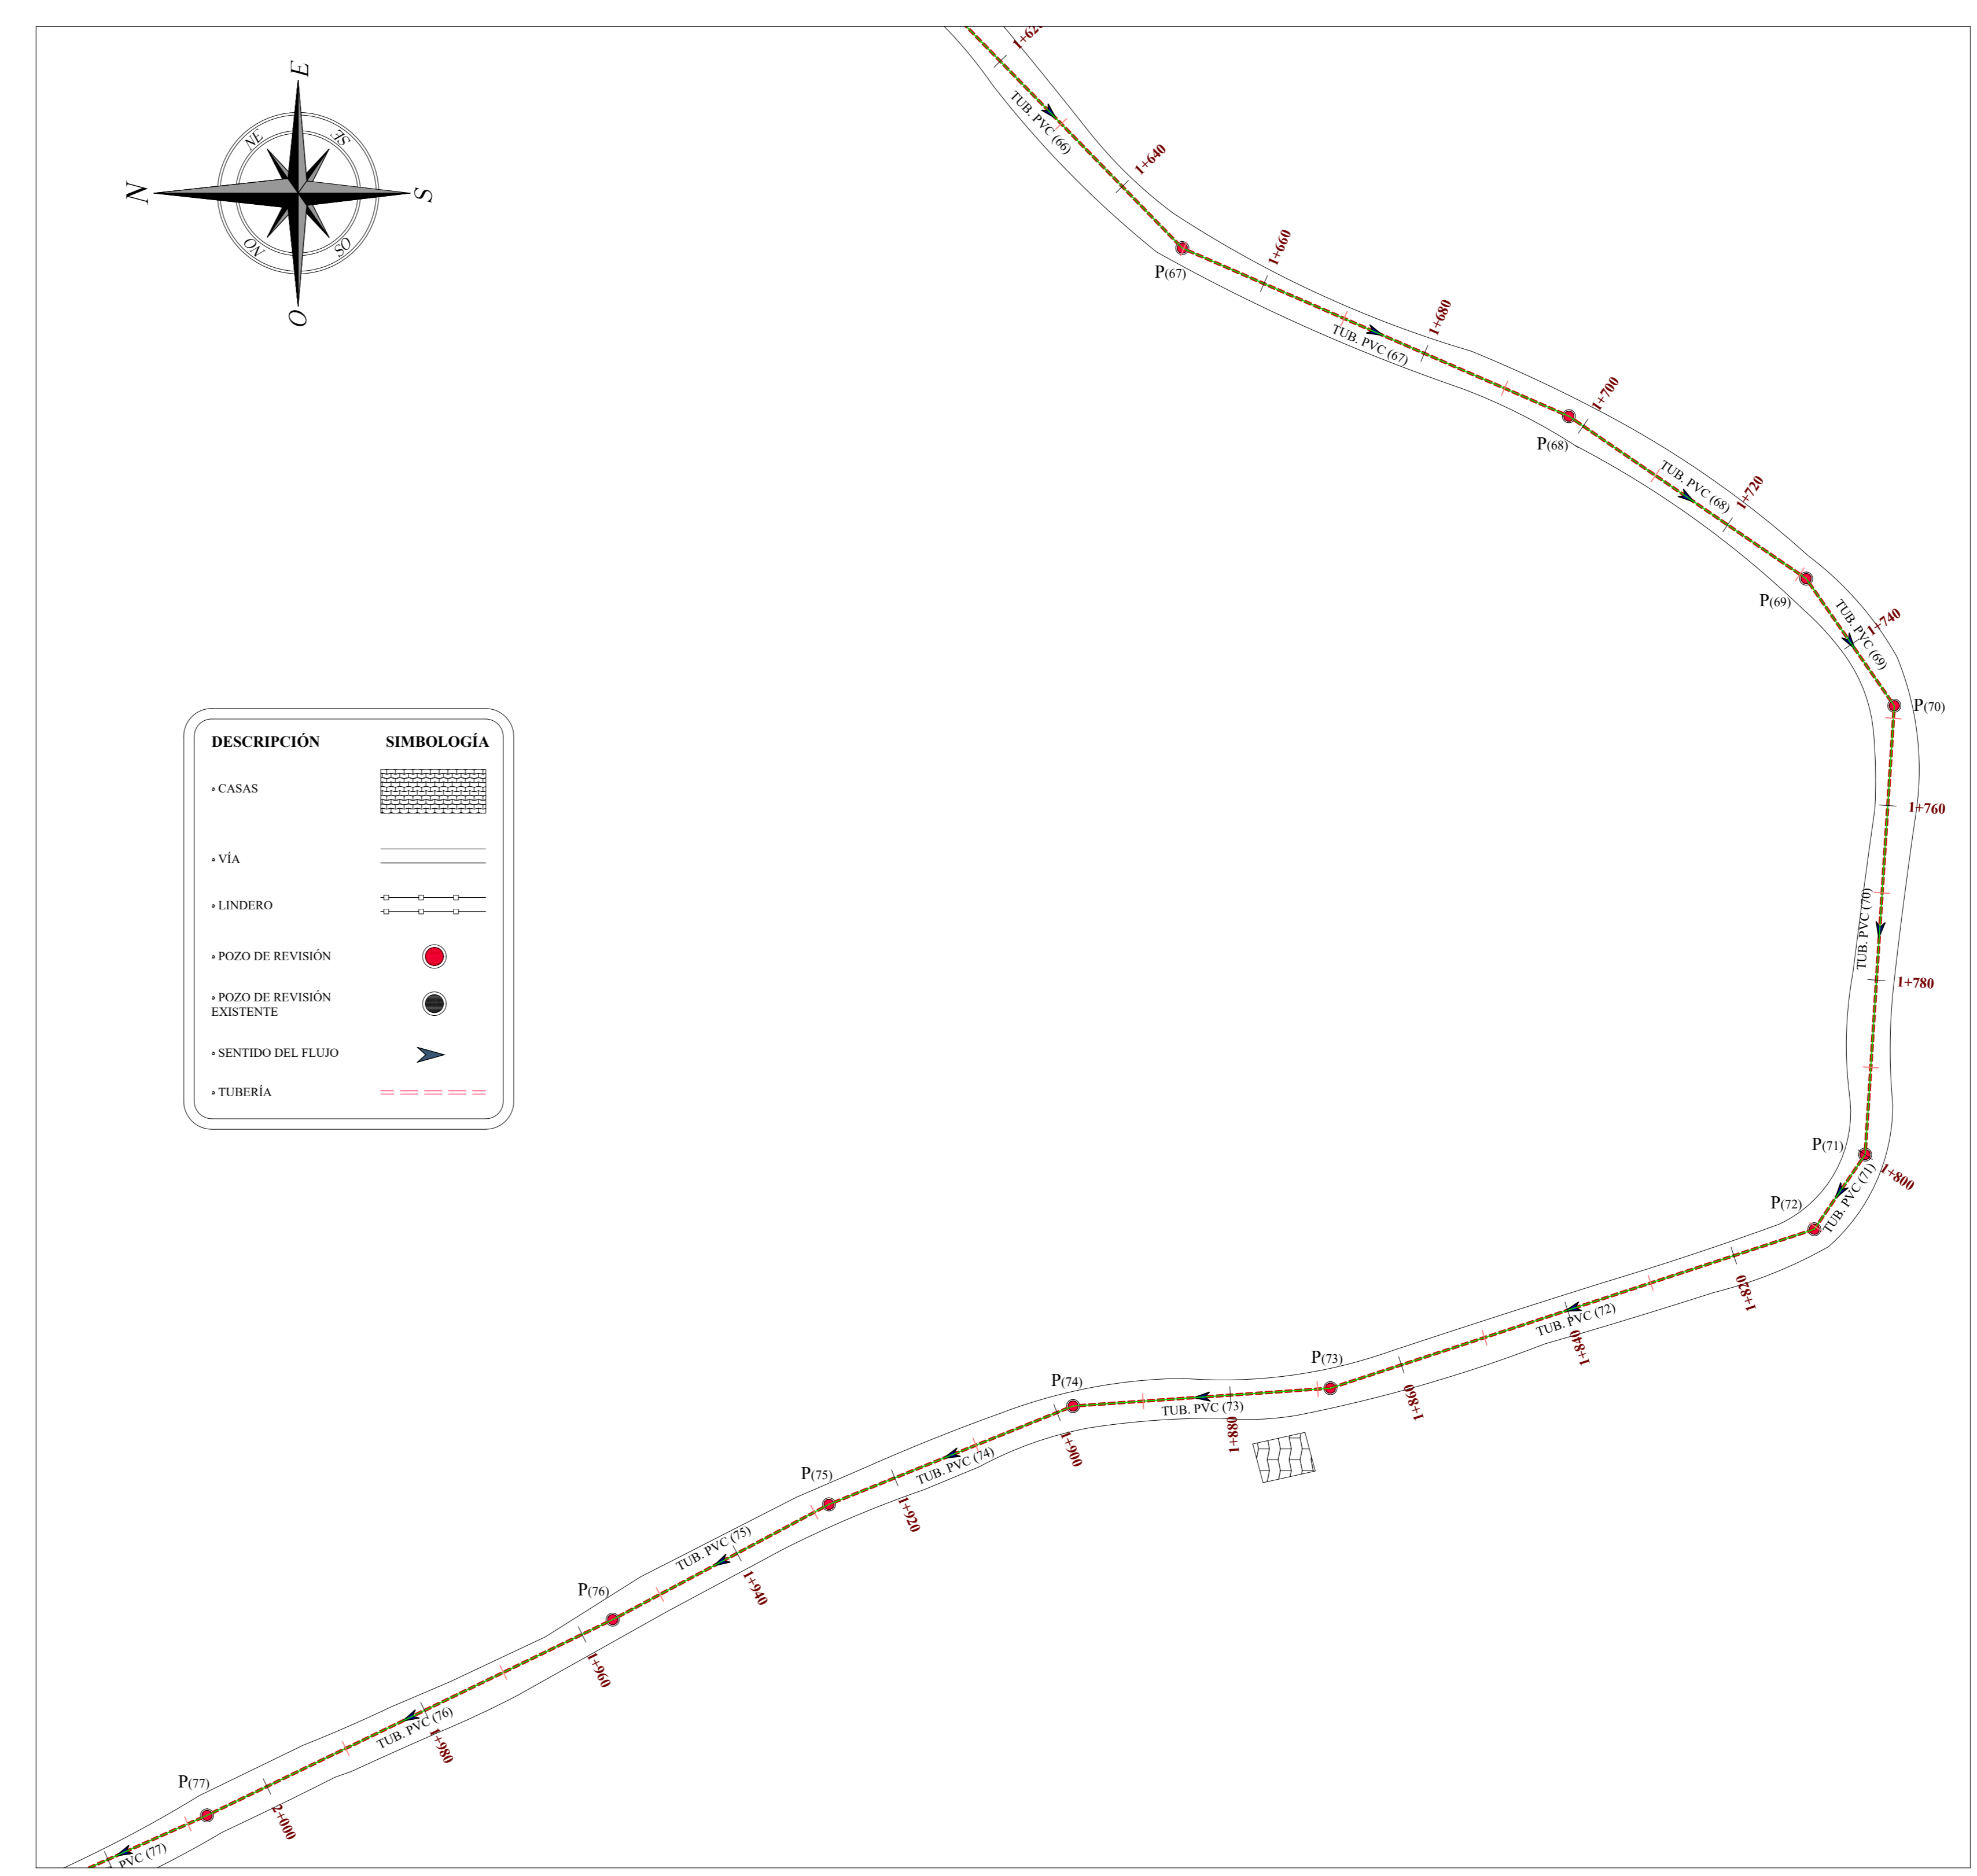 E
NE
SE
N
S
NO
SO
O
1+620
TUB. PVC (66)
1+640
P(67)
1+660
TUB. PVC (67)
1+680
P(68)
1+700
TUB. PVC (68)
1+720
P(69)
TUB. PVC (69)
1+740
P(70)
1+760
TUB. PVC (70)
1+780
P(71)
1+800
TUB. PVC (71)
P(72)
1+820
TUB. PVC (72)
1+840
P(73)
1+860
TUB. PVC (73)
1+880
P(74)
1+900
TUB. PVC (74)
1+920
P(75)
TUB. PVC (75)
1+940
P(76)
1+960
TUB. PVC (76)
1+980
P(77)
2+000
PVC (77)
DESCRIPCIÓN SIMBOLOGÍA
CASAS
VÍA
LINDERO
POZO DE REVISIÓN
POZO DE REVISIÓN
EXISTENTE
SENTIDO DEL FLUJO
TUBERÍA